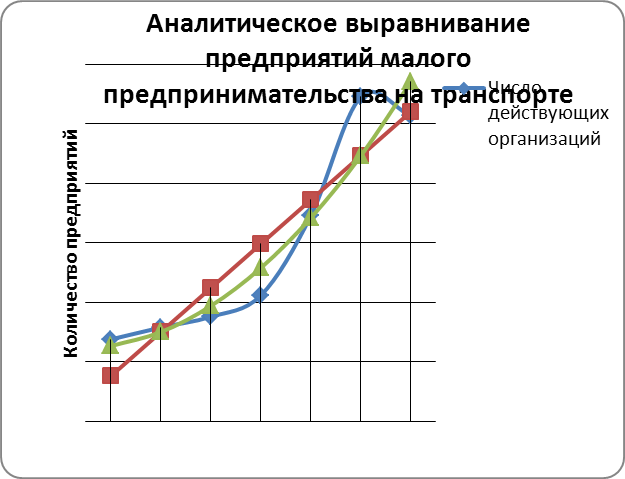 Аналитическое выравнивание
предприятий малого
предпринимательства на транспорте
Число
действующих
организаций
Количество предприятий